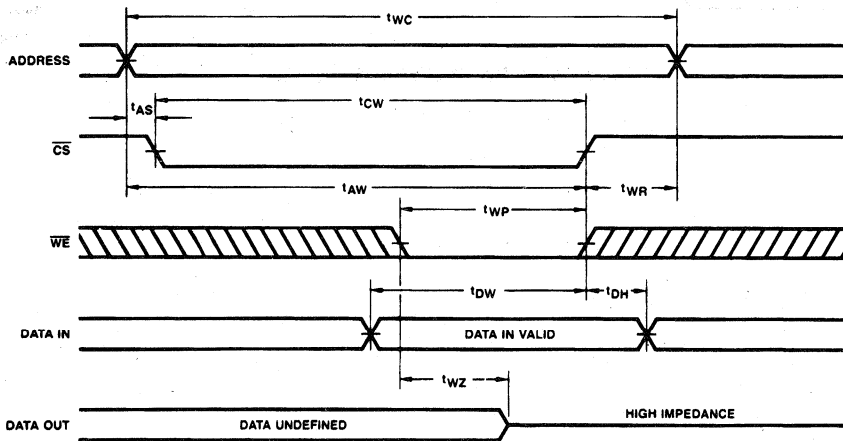 tWC
ADDRESS
tAS
tCW
CS
tAW
tWR
tWP
WE
tDW
tDH
DATA IN
DATA IN VALID
tWZ
DATA OUT
DATA UNDEFINED
HIGH IMPEDANCE